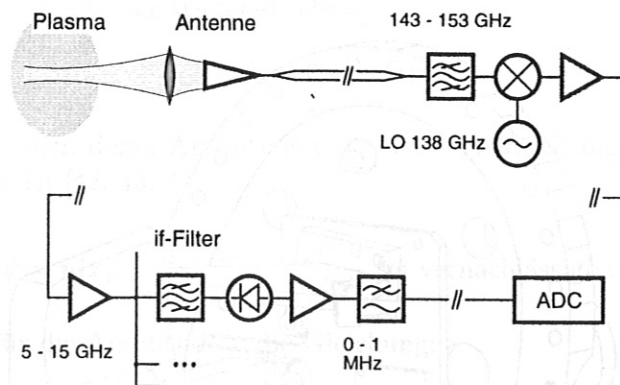 Plasma
Antenne
143 - 153 GHz
LO 138 GHz
if-Filter
5 - 15 GHz
...
0 - 1
MHz
ADC